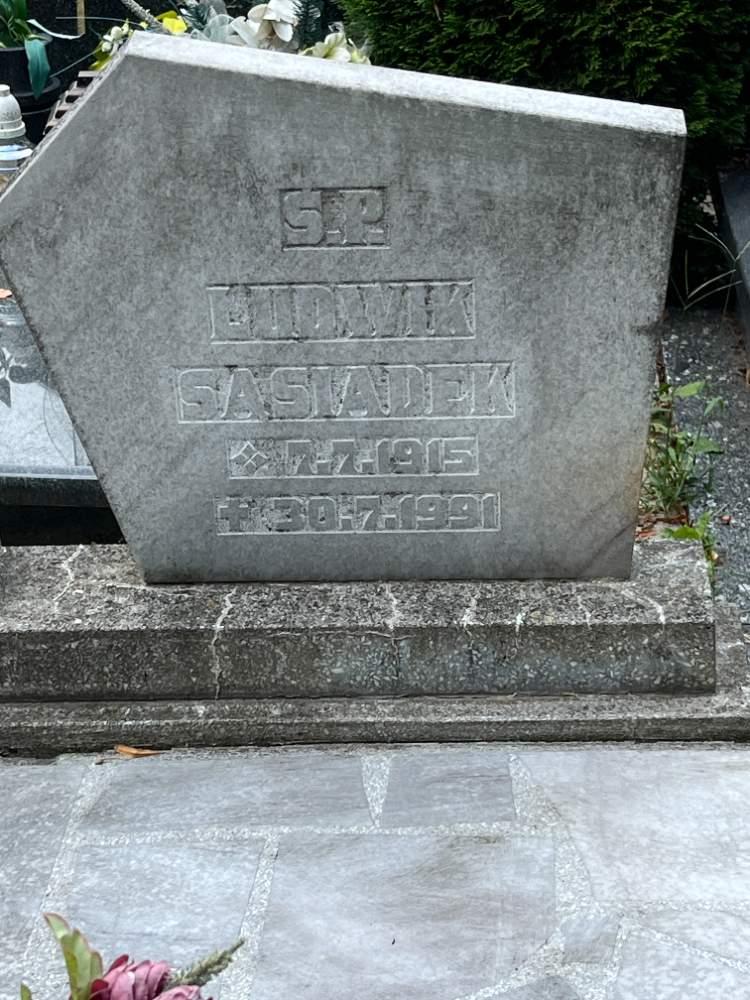 S.P.
LUDWIK
SASIADEK
7.7.1915
✝ 30.7.1991